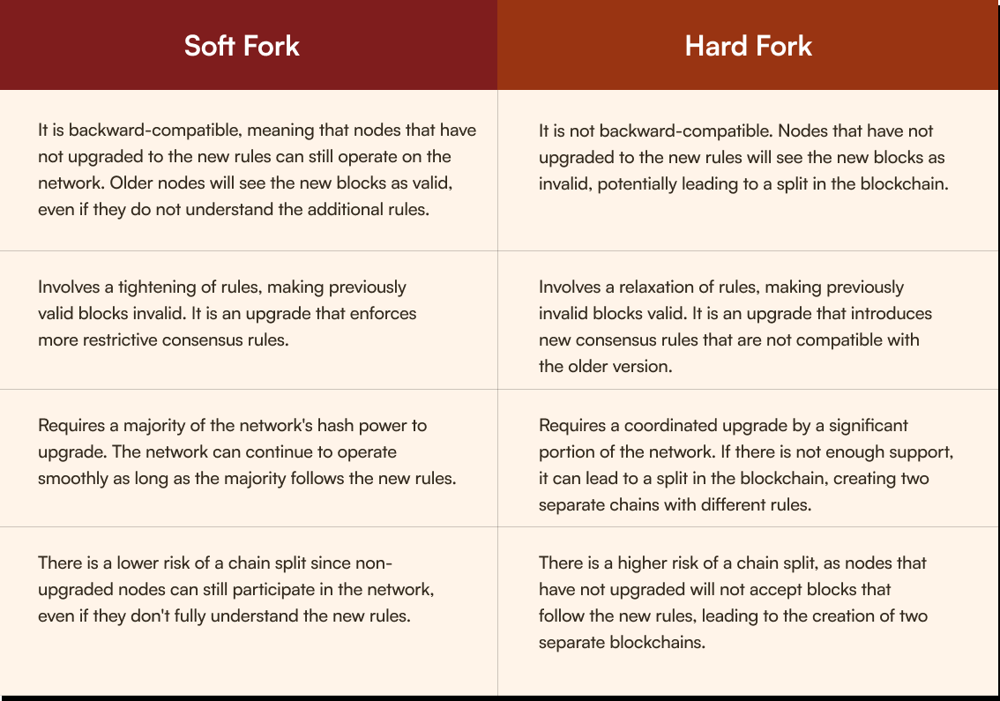 Soft Fork
Hard Fork
It is backward-compatible, meaning that nodes that have
not upgraded to the new rules can still operate on the
network. Older nodes will see the new blocks as valid,
even if they do not understand the additional rules.
It is not backward-compatible. Nodes that have not
upgraded to the new rules will see the new blocks as
invalid, potentially leading to a split in the blockchain.
Involves a tightening of rules, making previously
valid blocks invalid. It is an upgrade that enforces
more restrictive consensus rules.
Involves a relaxation of rules, making previously
invalid blocks valid. It is an upgrade that introduces
new consensus rules that are not compatible with
the older version.
Requires a majority of the network's hash power to
upgrade. The network can continue to operate
smoothly as long as the majority follows the new rules.
Requires a coordinated upgrade by a significant
portion of the network. If there is not enough support,
it can lead to a split in the blockchain, creating two
separate chains with different rules.
There is a lower risk of a chain split since non-
upgraded nodes can still participate in the network,
even if they don't fully understand the new rules.
There is a higher risk of a chain split, as nodes that
have not upgraded will not accept blocks that
follow the new rules, leading to the creation of two
separate blockchains.